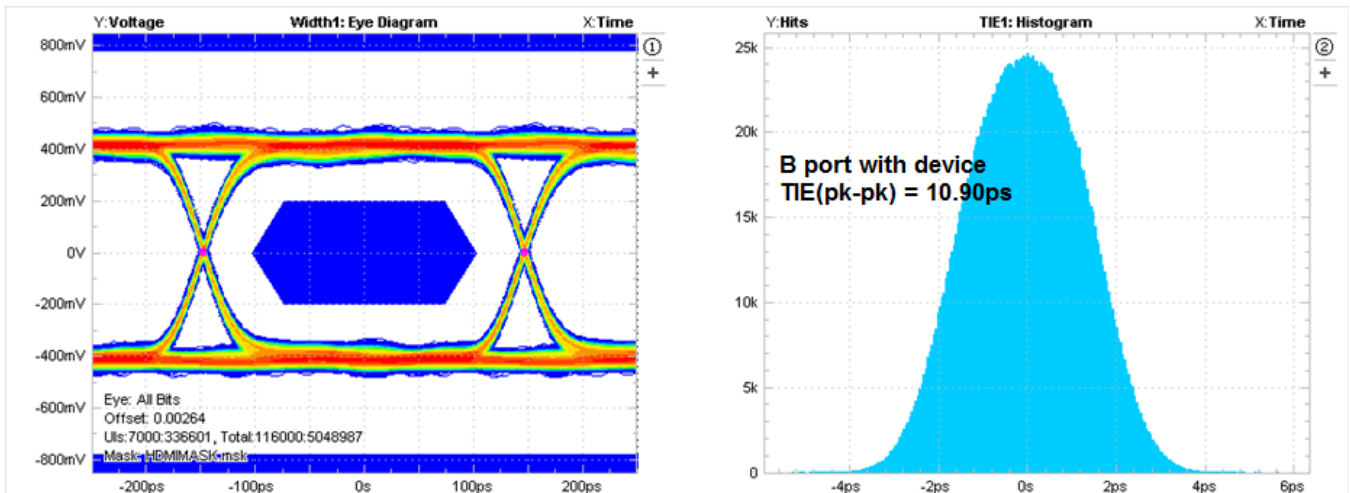 Y:Voltage Width1: Eye Diagram X:Time
800mV
600mV
400mV
200mV
0V
-200mV
-400mV
-600mV
-800mV
Eye: All Bits
Offset: 0.00264
UIs:7000:336601, Total:116000:5048987
Mask: HDMIMASK.msk
-200ps -100ps 0s 100ps 200ps
1
+
Y:Hits TIE1: Histogram X:Time
25k
20k
15k
10k
5k
0
B port with device
TIE(pk-pk) = 10.90ps
-4ps -2ps 0s 2ps 4ps 6ps
2
+